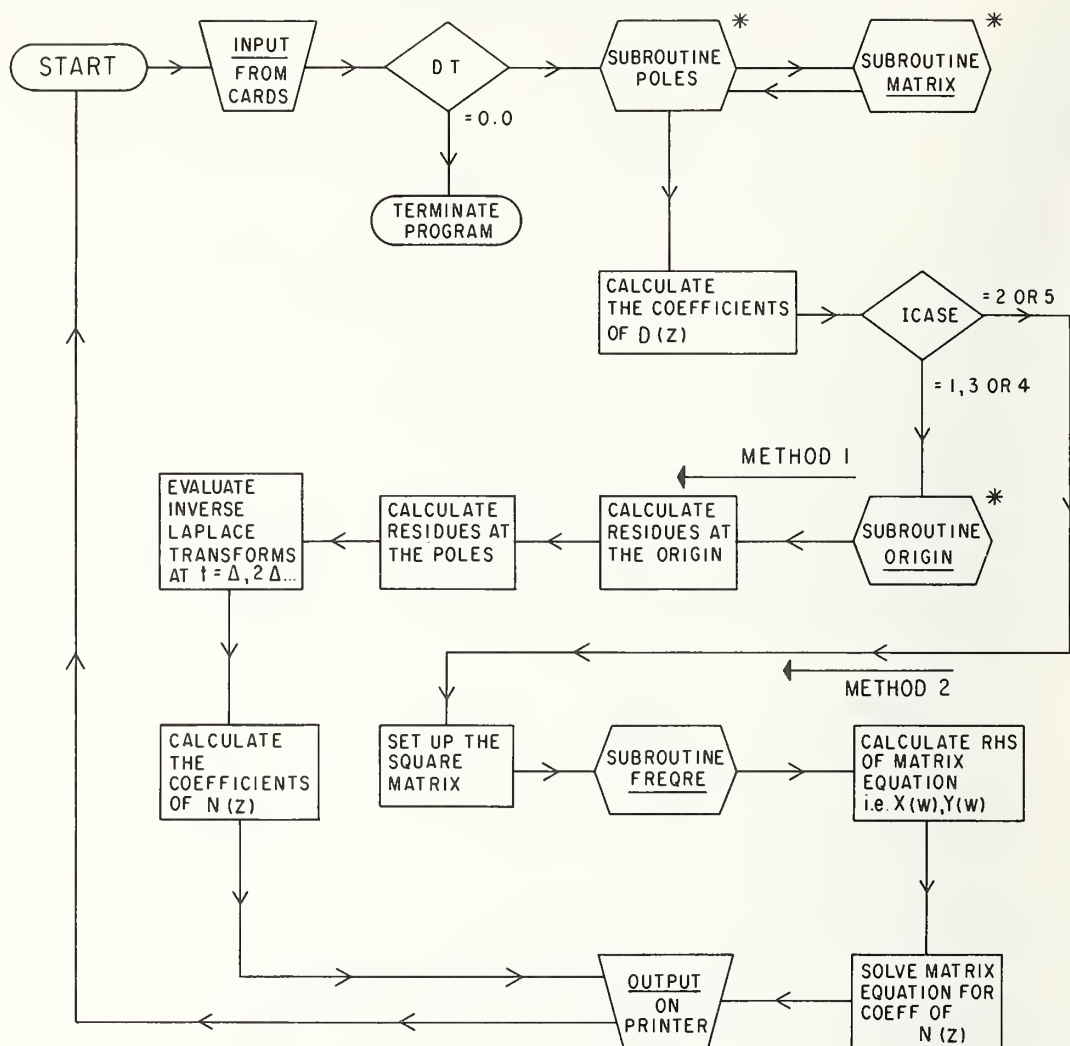 START
INPUT
FROM
CARDS
DT
= 0.0
TERMINATE
PROGRAM
SUBROUTINE
POLES
*
SUBROUTINE
MATRIX
*
CALCULATE
THE COEFFICIENTS
OF D(Z)
ICASE
= 2 OR 5
= 1, 3 OR 4
METHOD 1
SUBROUTINE
ORIGIN
*
CALCULATE
RESIDUES AT
THE ORIGIN
CALCULATE
RESIDUES AT
THE POLES
EVALUATE
INVERSE
LAPLACE
TRANSFORMS
AT t = Δ, 2Δ...
METHOD 2
CALCULATE
THE
COEFFICIENTS
OF N(Z)
SET UP THE
SQUARE
MATRIX
SUBROUTINE
FREQRE
CALCULATE RHS
OF MATRIX
EQUATION
i.e. X(W), Y(W)
OUTPUT
ON
PRINTER
SOLVE MATRIX
EQUATION FOR
COEFF OF
N(Z)